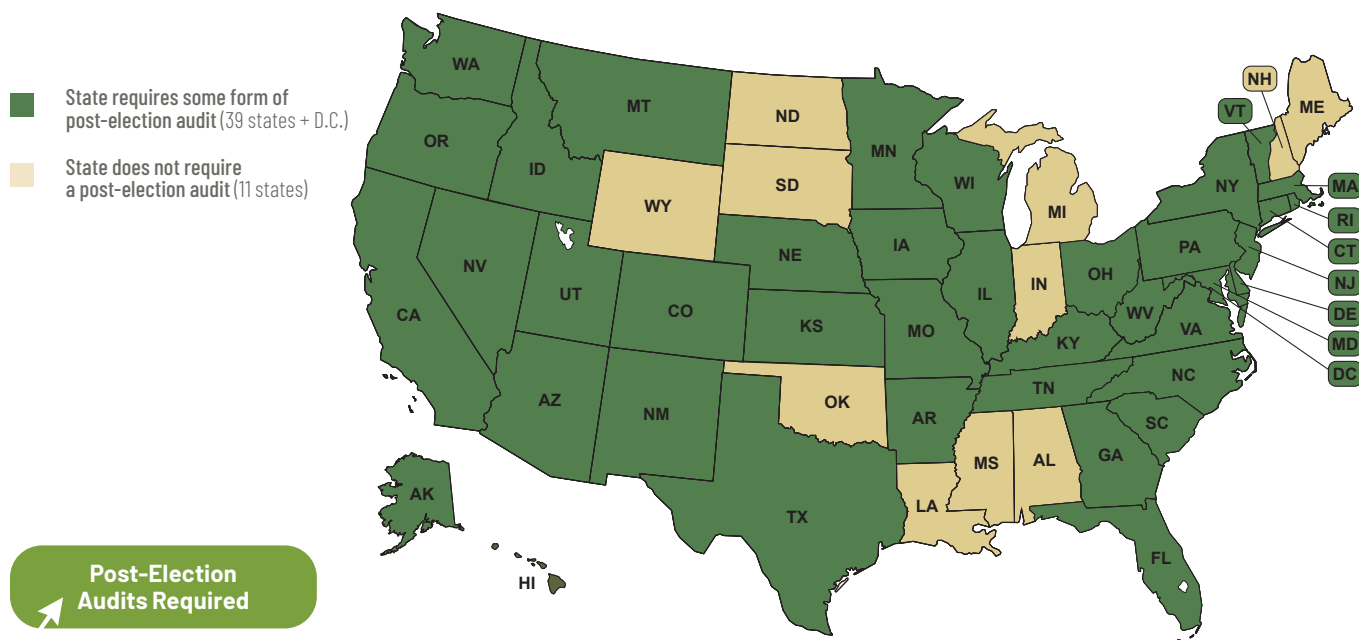 State requires some form of
post-election audit (39 states + D.C.)
State does not require
a post-election audit (11 states)
WA
OR
CA
NV
ID
MT
WY
UT
AZ
CO
NM
ND
SD
NE
KS
OK
TX
MN
IA
MO
AR
LA
WI
IL
MI
IN
OH
KY
TN
MS
AL
GA
FL
SC
NC
VA
WV
PA
NY
VT
NH
ME
MA
RI
CT
NJ
DE
MD
DC
AK
HI
Post-Election
Audits Required